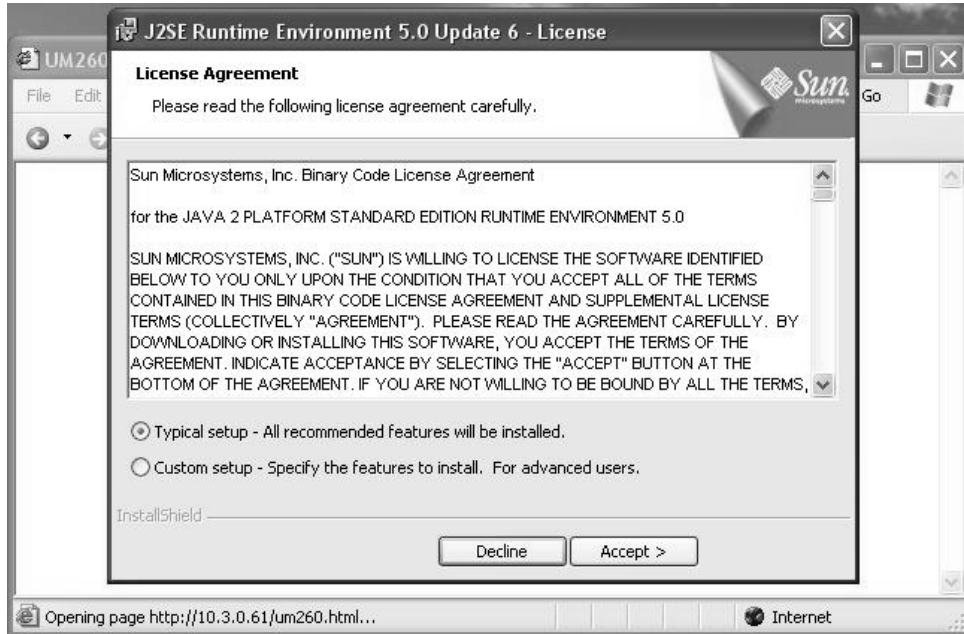 J2SE Runtime Environment 5.0 Update 6 - License
UM260
File Edit
Go
License Agreement
Please read the following license agreement carefully.
Sun
microsystems
Sun Microsystems, Inc. Binary Code License Agreement
for the JAVA 2 PLATFORM STANDARD EDITION RUNTIME ENVIRONMENT 5.0
SUN MICROSYSTEMS, INC. ("SUN") IS WILLING TO LICENSE THE SOFTWARE IDENTIFIED
BELOW TO YOU ONLY UPON THE CONDITION THAT YOU ACCEPT ALL OF THE TERMS
CONTAINED IN THIS BINARY CODE LICENSE AGREEMENT AND SUPPLEMENTAL LICENSE
TERMS (COLLECTIVELY "AGREEMENT"). PLEASE READ THE AGREEMENT CAREFULLY. BY
DOWNLOADING OR INSTALLING THIS SOFTWARE, YOU ACCEPT THE TERMS OF THE
AGREEMENT. INDICATE ACCEPTANCE BY SELECTING THE "ACCEPT" BUTTON AT THE
BOTTOM OF THE AGREEMENT. IF YOU ARE NOT WILLING TO BE BOUND BY ALL THE TERMS,
Typical setup - All recommended features will be installed.
Custom setup - Specify the features to install. For advanced users.
InstallShield
Decline
Accept >
Opening page http://10.3.0.61/um260.html...
Internet